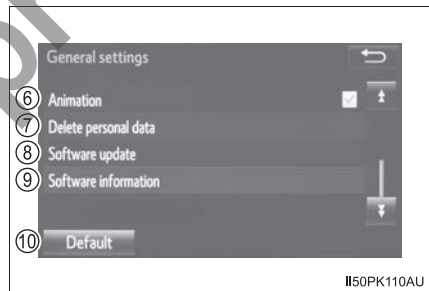 General settings
⑥ Animation
⑦ Delete personal data
⑧ Software update
⑨ Software information
⑩ Default
II50PK110AU